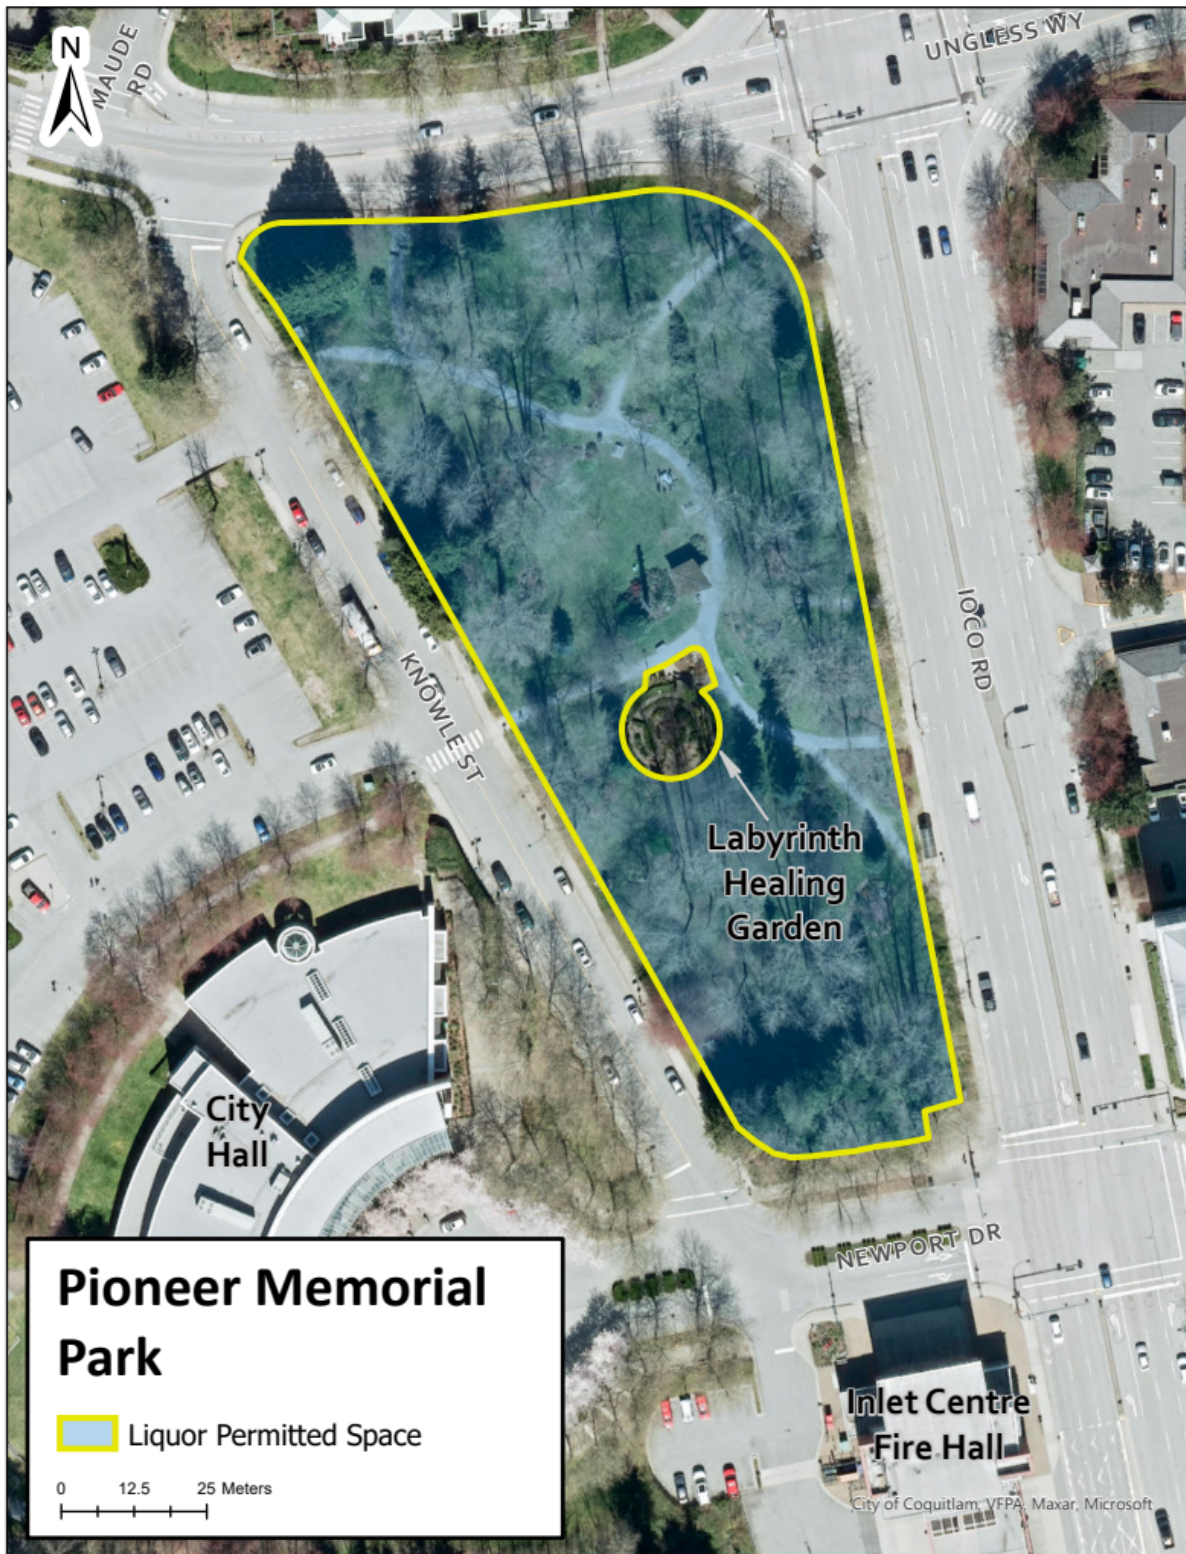 N
MAUDE
RD
UNGLESS WY
IOCO RD
KNOWLE ST
Labyrinth
Healing
Garden
City
Hall
NEWPORT DR
Pioneer Memorial
Park
Liquor Permitted Space
0 12.5 25 Meters
Inlet Centre
Fire Hall
City of Coquitlam, VFPA, Maxar, Microsoft